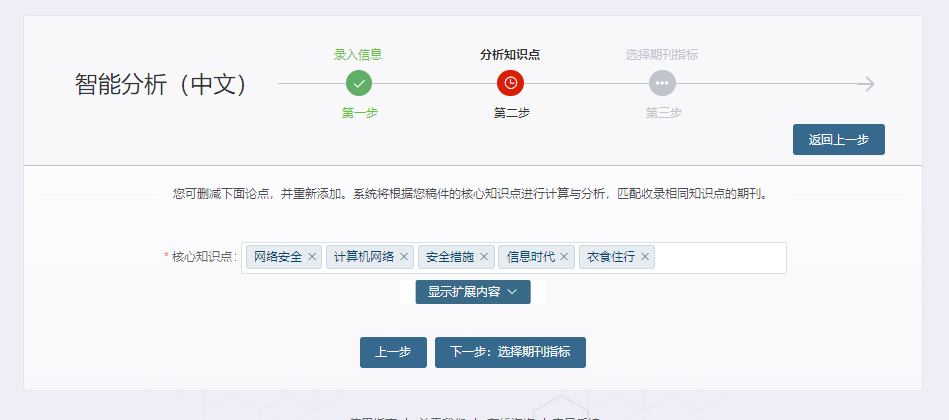 录入信息 分析知识点 选择期刊指标
智能分析（中文）
第一步 第二步 第三步
返回上一步
您可删减下面论点，并重新添加。系统将根据您稿件的核心知识点进行计算与分析，匹配收录相同知识点的期刊。
* 核心知识点： 网络安全 × 计算机网络 × 安全措施 × 信息时代 × 衣食住行 ×
显示扩展内容
上一步 下一步：选择期刊指标